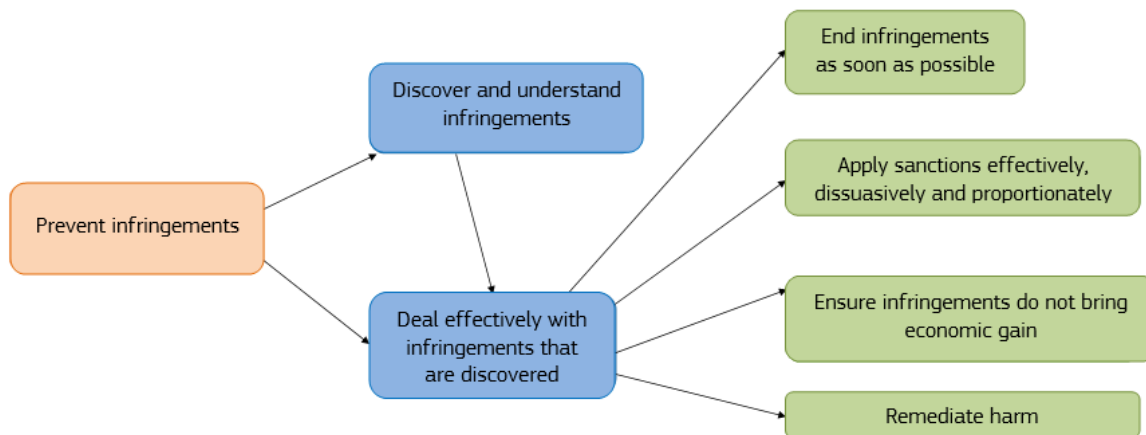 End infringements
as soon as possible
Discover and understand
infringements
Apply sanctions effectively,
dissuasively and proportionately
Prevent infringements
Ensure infringements do not bring
economic gain
Deal effectively with
infringements that
are discovered
Remediate harm